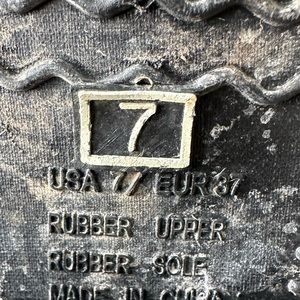 7
USA 7/ EUR 37
RUBBER UPPER
RUBBER SOLE
MADE IN CHINA